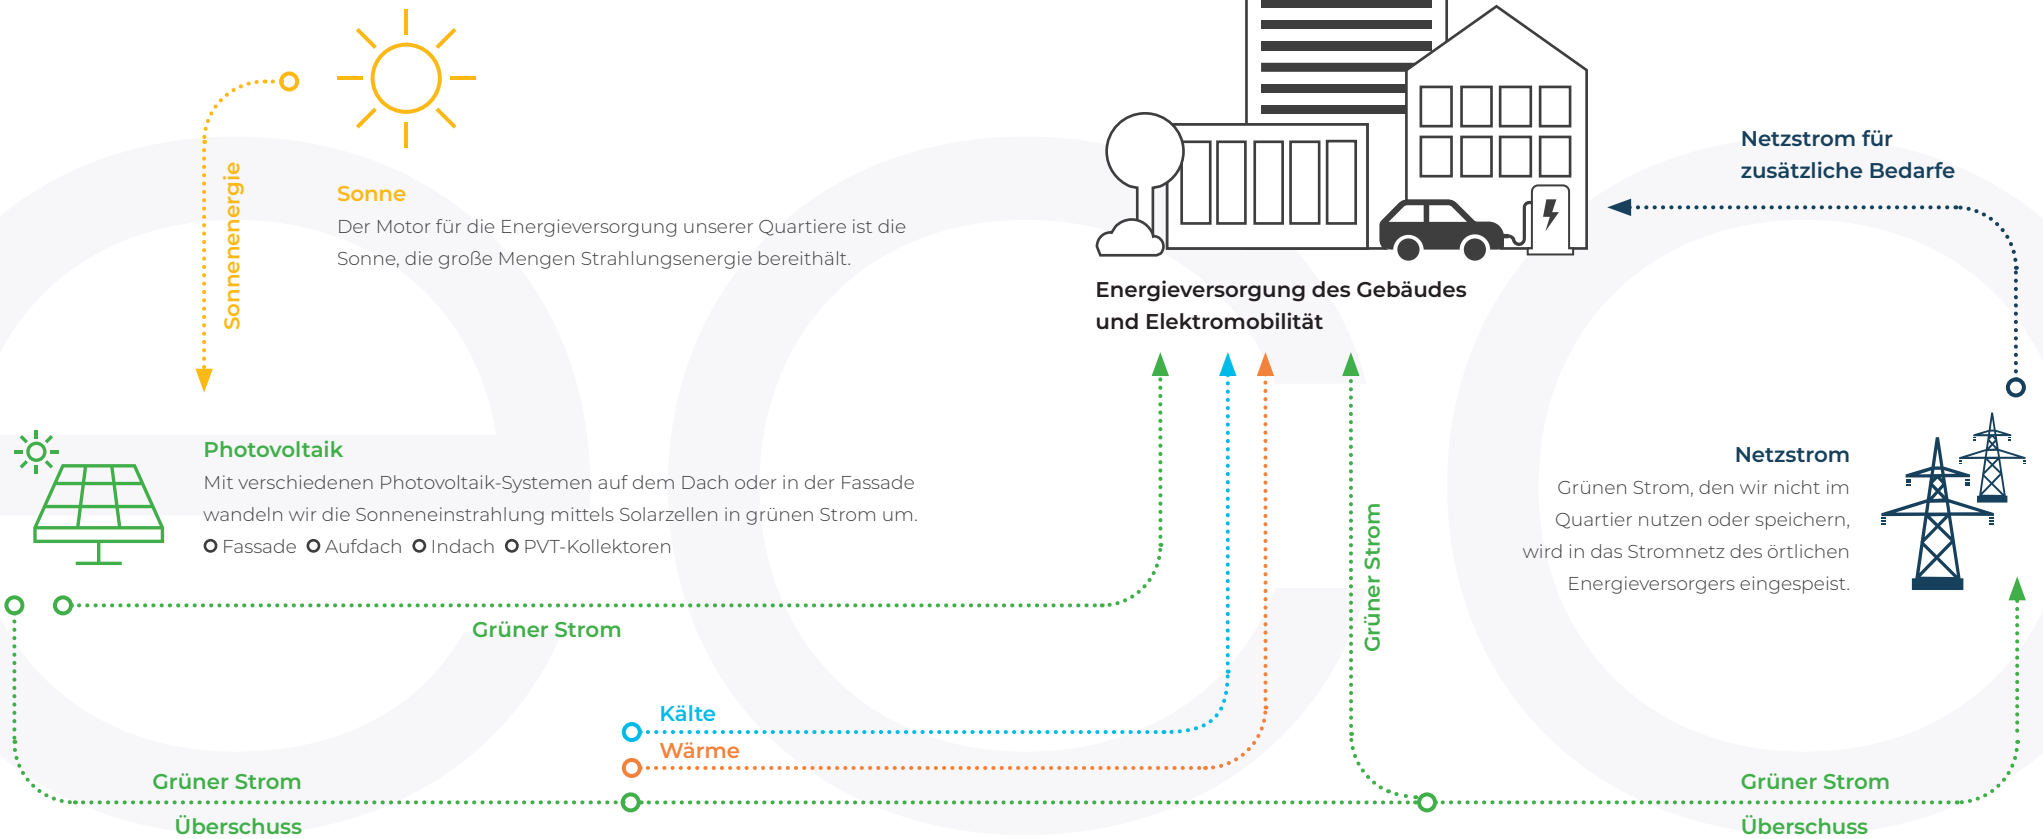 Sonnenenergie
Sonne
Der Motor für die Energieversorgung unserer Quartiere ist die
Sonne, die große Mengen Strahlungsenergie bereithält.
Energieversorgung des Gebäudes
und Elektromobilität
Netzstrom für
zusätzliche Bedarfe
Photovoltaik
Mit verschiedenen Photovoltaik-Systemen auf dem Dach oder in der Fassade
wandeln wir die Sonneneinstrahlung mittels Solarzellen in grünen Strom um.
Fassade Aufdach Indach PVT-Kollektoren
Grüner Strom
Grüner Strom
Netzstrom
Grünen Strom, den wir nicht im
Quartier nutzen oder speichern,
wird in das Stromnetz des örtlichen
Energieversorgers eingespeist.
Kälte
Wärme
Grüner Strom
Überschuss
Grüner Strom
Überschuss